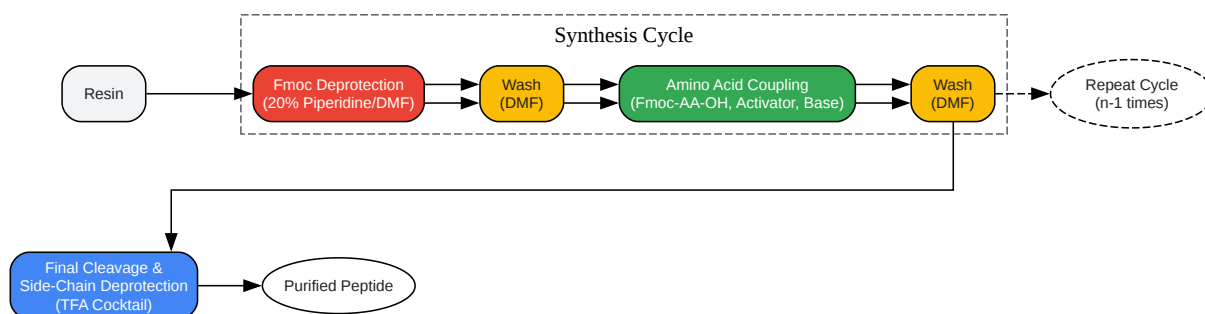 Synthesis Cycle
Resin
Fmoc Deprotection
(20% Piperidine/DMF)
Wash
(DMF)
Amino Acid Coupling
(Fmoc-AA-OH, Activator, Base)
Wash
(DMF)
Repeat Cycle
(n-1 times)
Final Cleavage &
Side-Chain Deprotection
(TFA Cocktail)
Purified Peptide